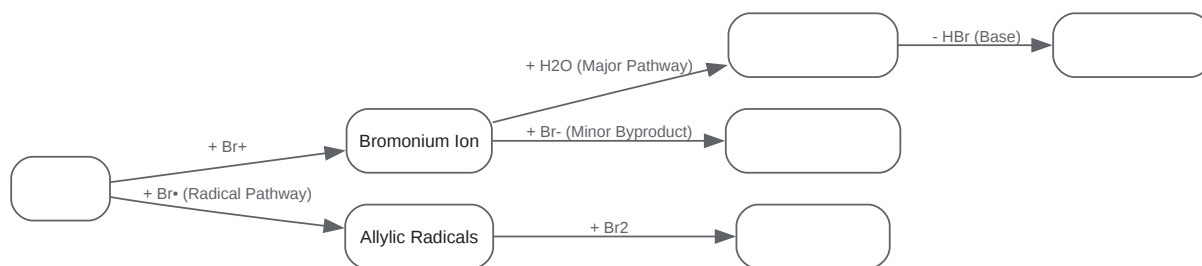 - HBr (Base)
+ H2O (Major Pathway)
+ Br- (Minor Byproduct)
Bromonium Ion
+ Br+
+ Br• (Radical Pathway)
+ Br2
Allylic Radicals